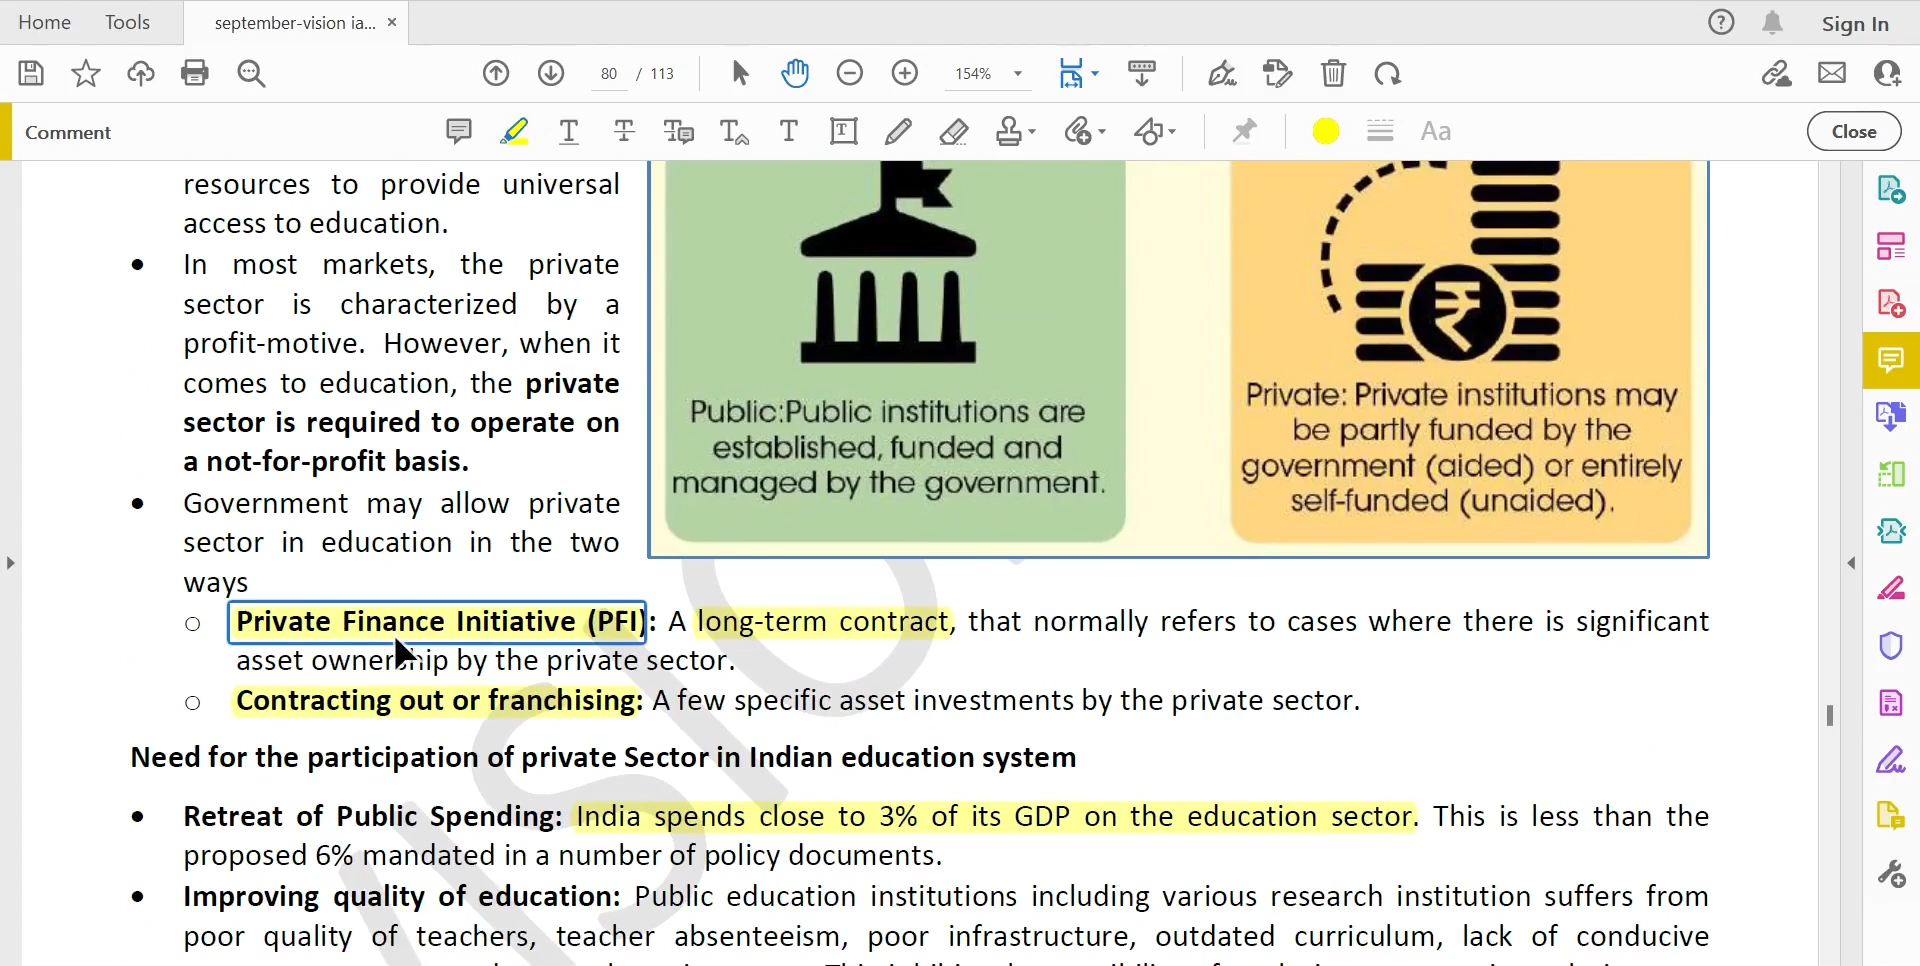 Home Tools september-vision ia... × Sign In
80 / 113 154%
Comment Close
resources to provide universal
access to education.
• In most markets, the private
sector is characterized by a
profit-motive. However, when it
comes to education, the private
sector is required to operate on
a not-for-profit basis.
• Government may allow private
sector in education in the two
ways
Public:Public institutions are
established, funded and
managed by the government.
Private: Private institutions may
be partly funded by the
government (aided) or entirely
self-funded (unaided).
○ Private Finance Initiative (PFI): A long-term contract, that normally refers to cases where there is significant
asset ownership by the private sector.
○ Contracting out or franchising: A few specific asset investments by the private sector.
Need for the participation of private Sector in Indian education system
• Retreat of Public Spending: India spends close to 3% of its GDP on the education sector. This is less than the
proposed 6% mandated in a number of policy documents.
• Improving quality of education: Public education institutions including various research institution suffers from
poor quality of teachers, teacher absenteeism, poor infrastructure, outdated curriculum, lack of conducive